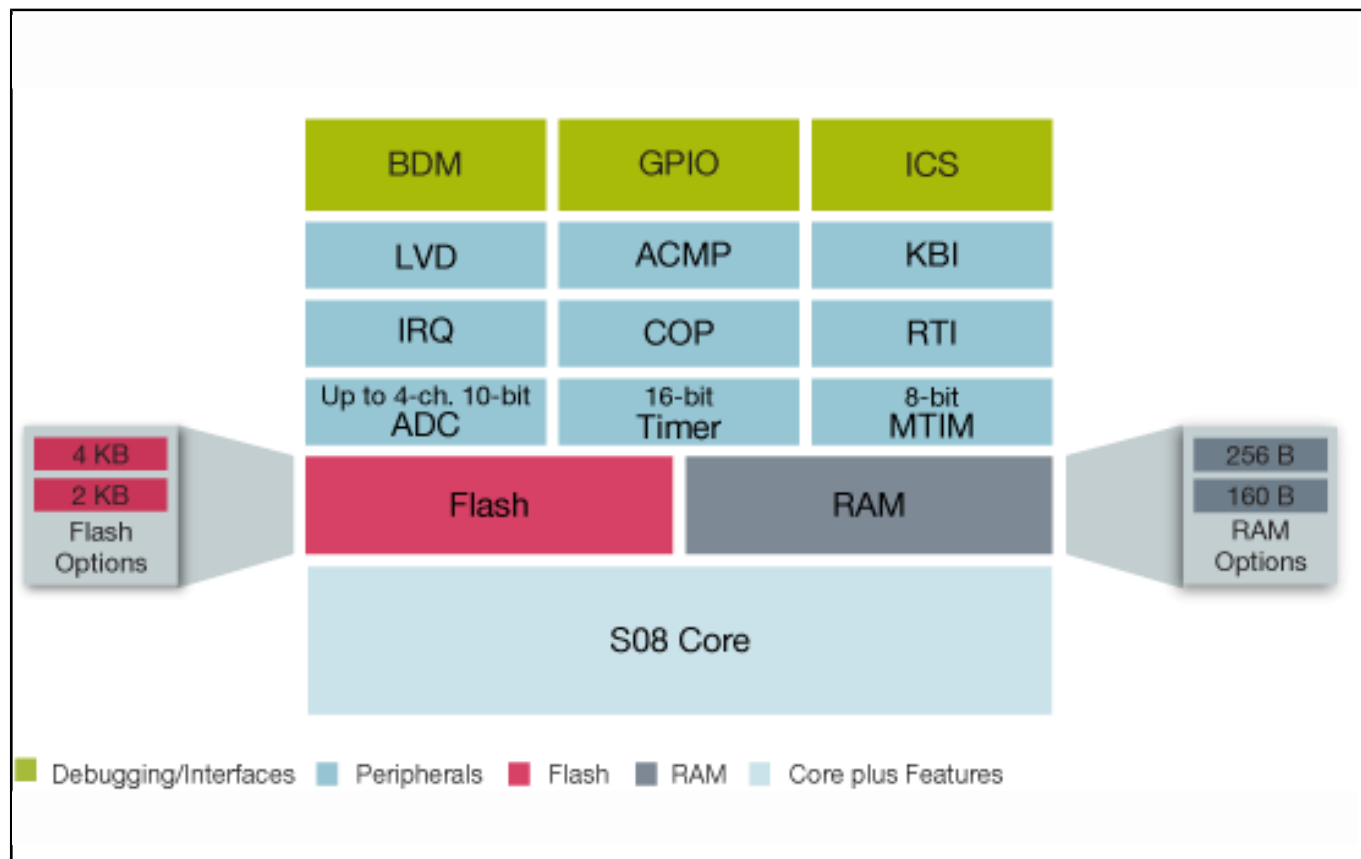 BDM
GPIO
ICS
LVD
ACMP
KBI
IRQ
COP
RTI
Up to 4-ch. 10-bit
ADC
16-bit
Timer
8-bit
MTIM
4 KB
2 KB
Flash
Options
Flash
RAM
256 B
160 B
RAM
Options
S08 Core
Debugging/Interfaces
Peripherals
Flash
RAM
Core plus Features